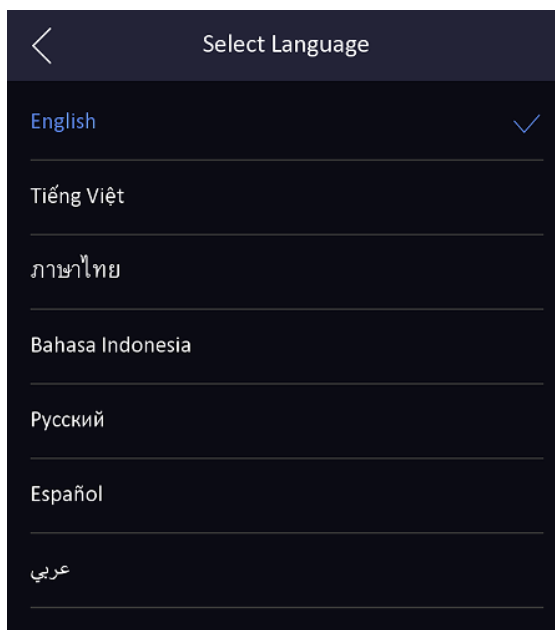 Select Language
English
Tiếng Việt
ภาษาไทย
Bahasa Indonesia
Русский
Español
عربي